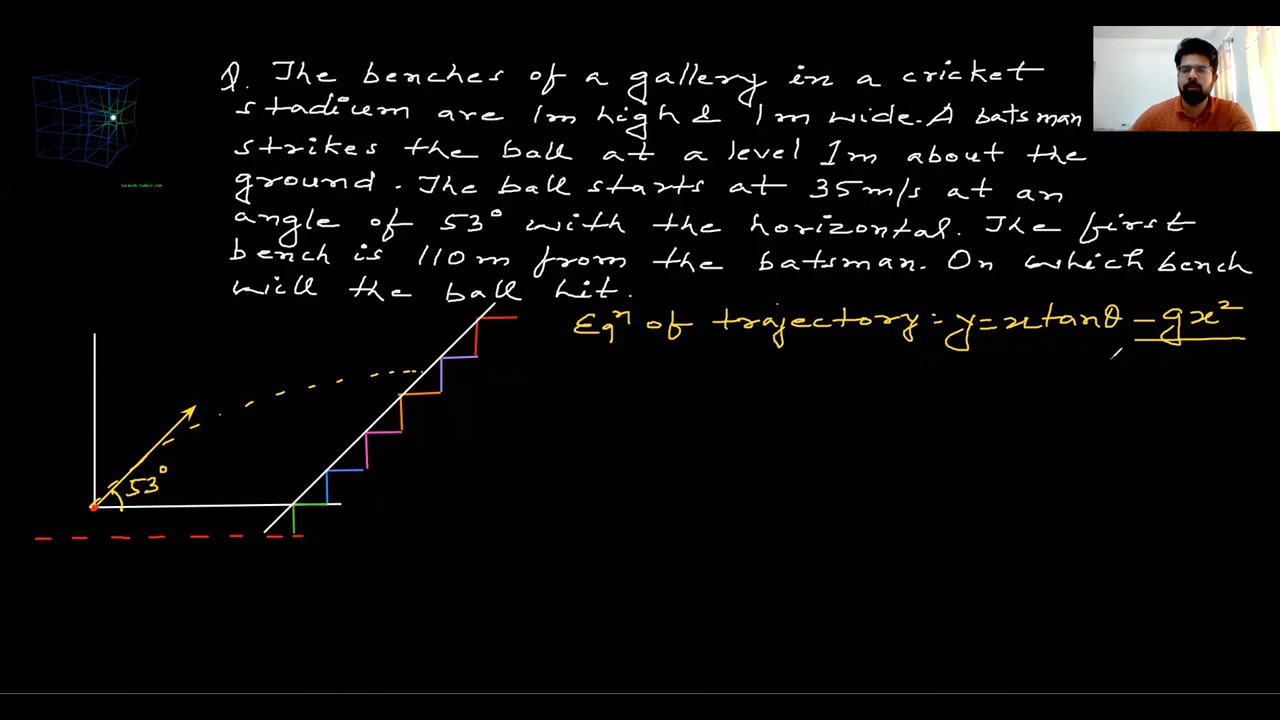 Q. The benches of a gallery in a cricket
stadium are 1m high & 1m wide. A batsman
strikes the ball at a level 1m about the
ground. The ball starts at 35m/s at an
angle of 53° with the horizontal. The first
bench is 110m from the batsman. On which bench
will the ball hit.
Eqⁿ of trajectory:- y=xtanθ -gx²
53°